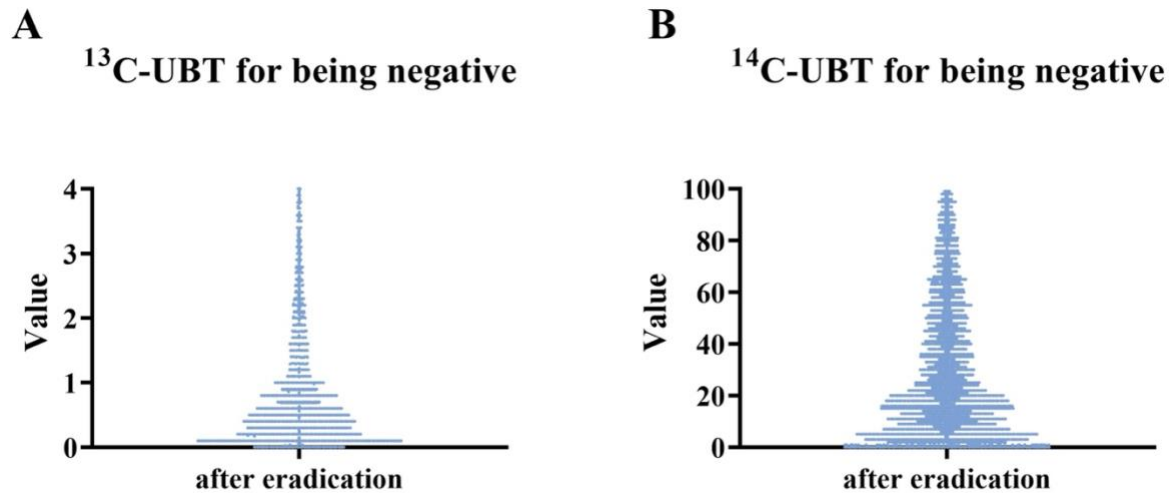 A
¹³C-UBT for being negative
4
3
2
1
0
Value
after eradication
B
¹⁴C-UBT for being negative
100
80
60
40
20
0
Value
after eradication